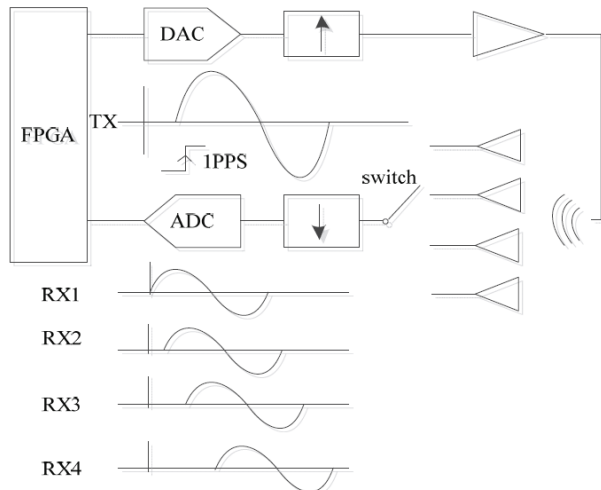 DAC
FPGA
TX
1PPS
switch
ADC
RX1
RX2
RX3
RX4